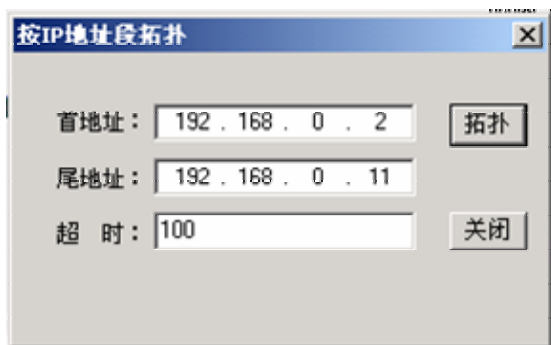 按IP地址段拓扑
首地址： 192 . 168 . 0 . 2 拓扑
尾地址： 192 . 168 . 0 . 11
超 时： 100 关闭